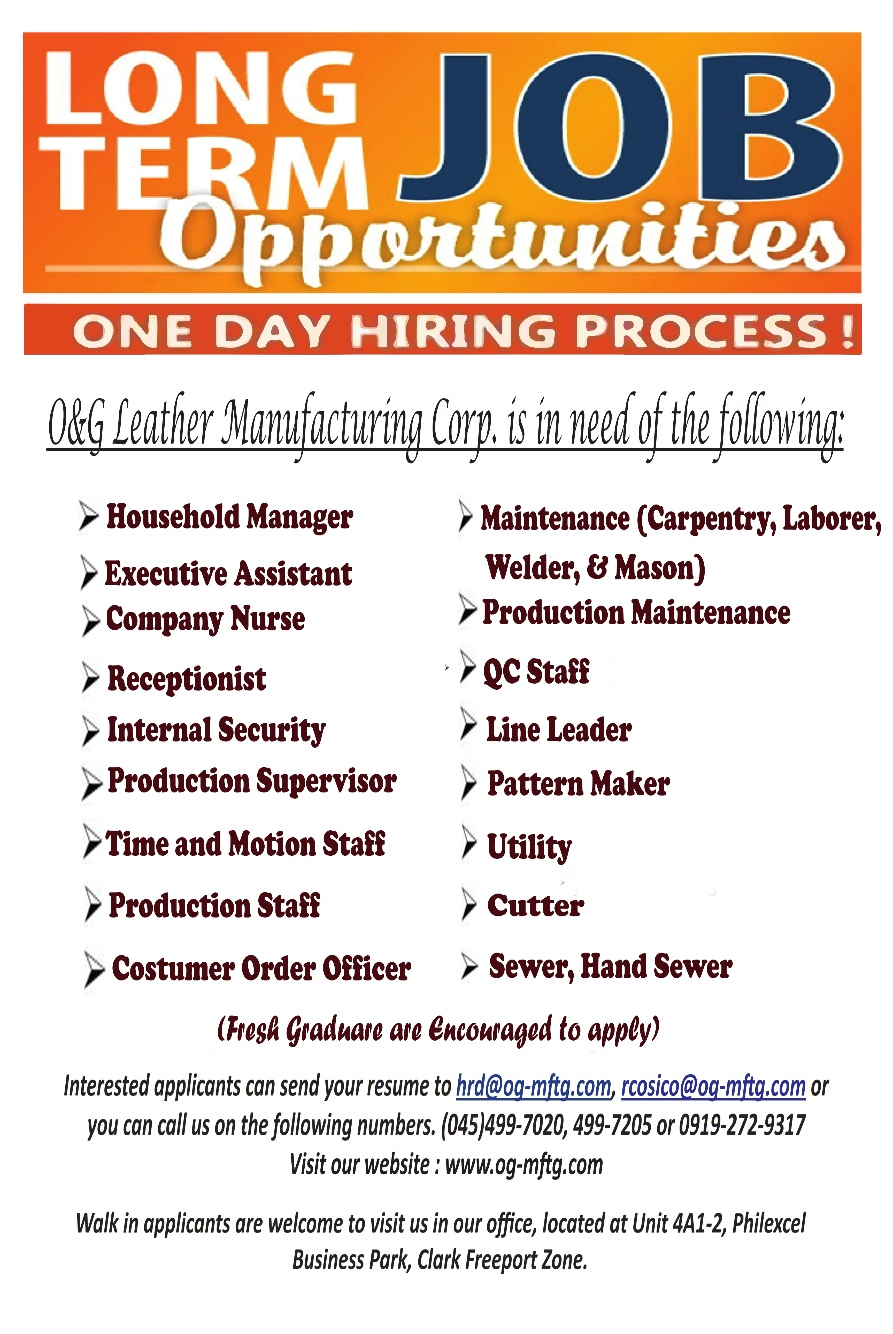 LONG TERM JOB
Opportunities
ONE DAY HIRING PROCESS !
O&G Leather Manufacturing Corp. is in need of the following:
Household Manager
Executive Assistant
Company Nurse
Receptionist
Internal Security
Production Supervisor
Time and Motion Staff
Production Staff
Costumer Order Officer
Maintenance (Carpentry, Laborer,
Welder, & Mason)
Production Maintenance
QC Staff
Line Leader
Pattern Maker
Utility
Cutter
Sewer, Hand Sewer
(Fresh Graduare are Encouraged to apply)
Interested applicants can send your resume to hrd@og-mftg.com, rcosico@og-mftg.com or
you can call us on the following numbers. (045)499-7020, 499-7205 or 0919-272-9317
Visit our website : www.og-mftg.com
Walk in applicants are welcome to visit us in our office, located at Unit 4A1-2, Philexcel
Business Park, Clark Freeport Zone.